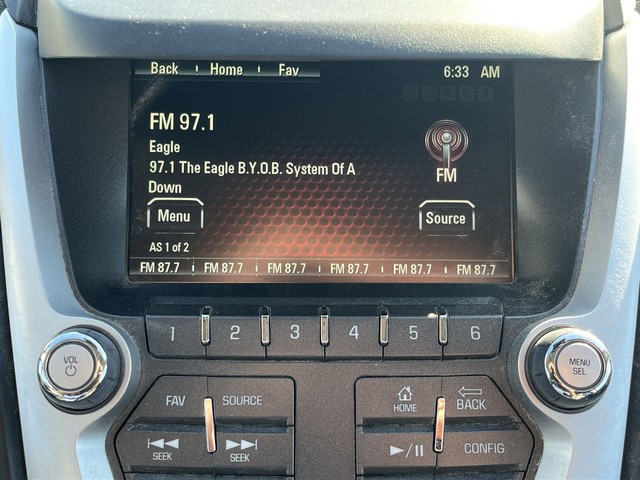 Back Home Fav 6:33 AM
FM 97.1
Eagle
97.1 The Eagle B.Y.O.B. System Of A
Down
FM
Menu Source
AS 1 of 2
FM 87.7 FM 87.7 FM 87.7 FM 87.7 FM 87.7 FM 87.7
1 2 3 4 5 6
VOL
MENU
SEL
FAV SOURCE
HOME BACK
SEEK SEEK
CONFIG